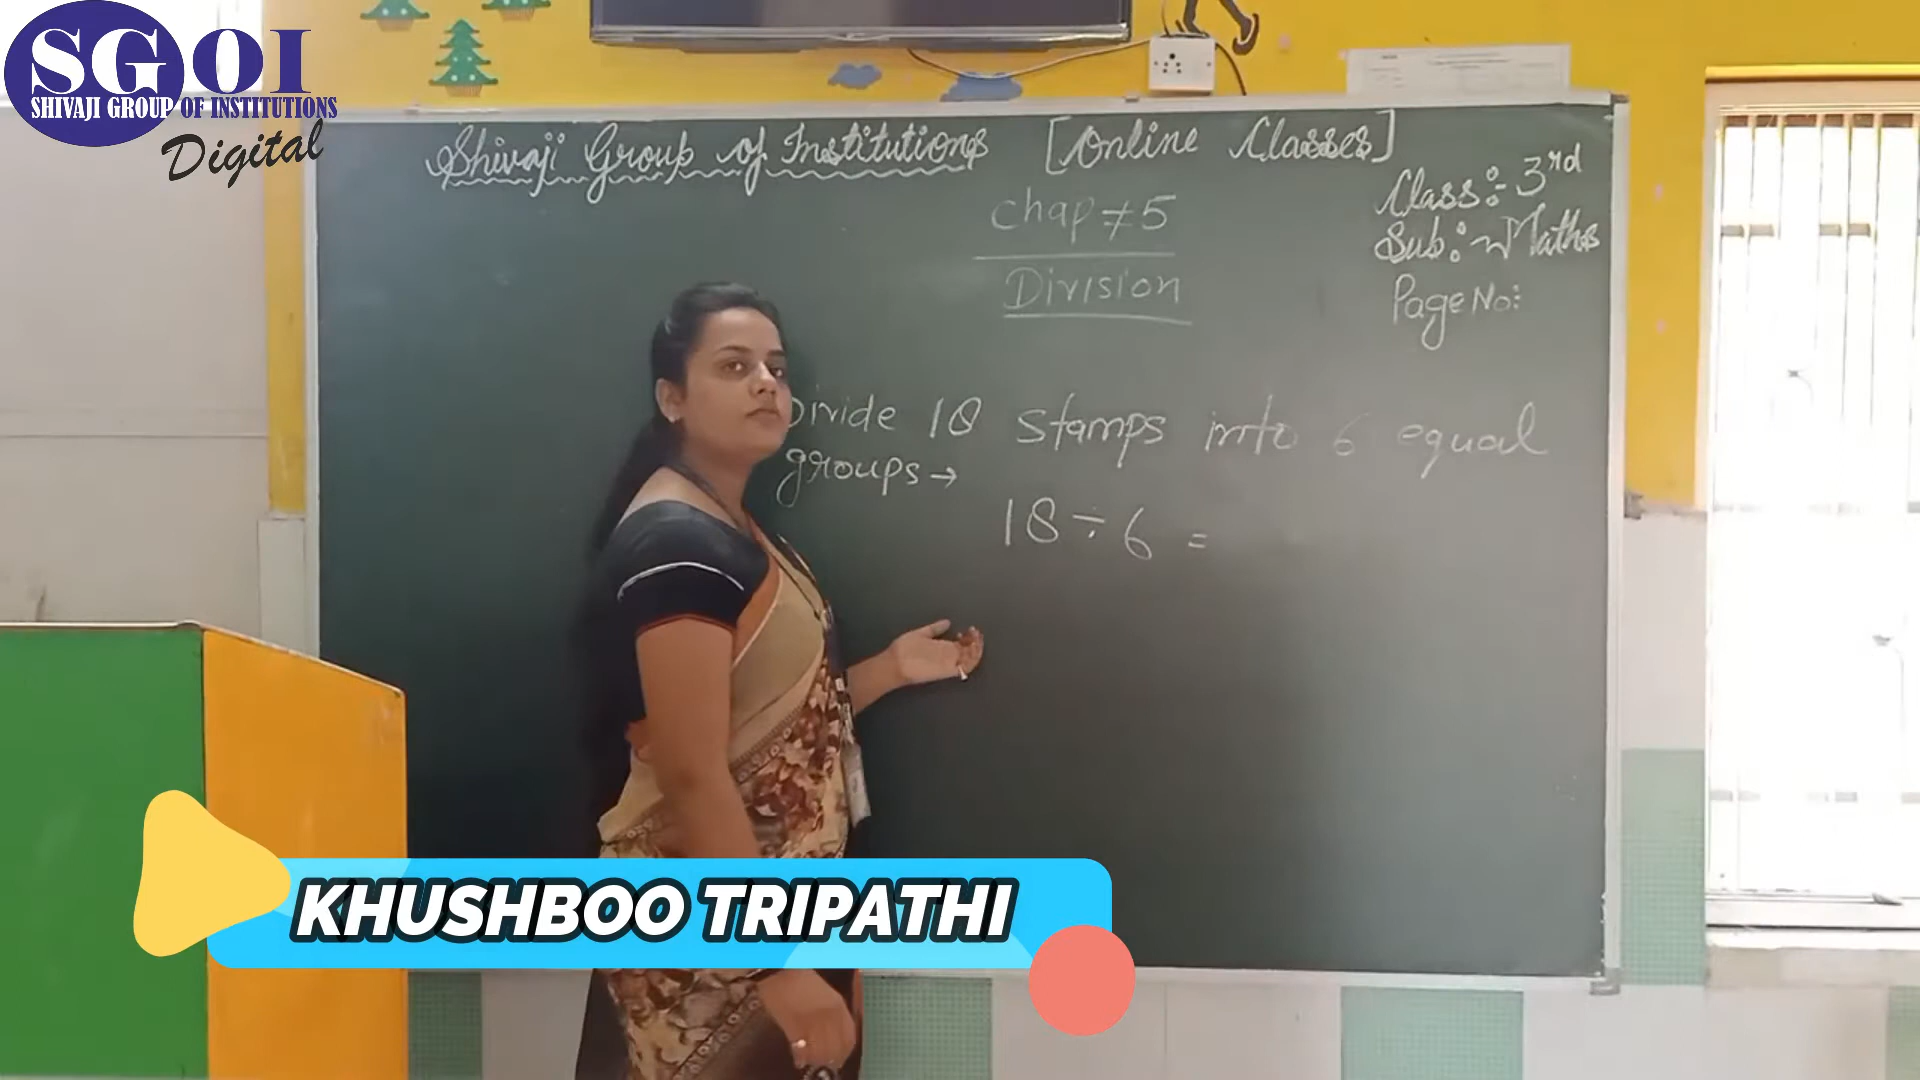 SGOI
SHIVAJI GROUP OF INSTITUTIONS
Digital
Shivaji Group of Institutions [Online Classes]
Class:- 3rd
Sub:- Maths
Page No:
Chap ≠ 5
Division
Divide 18 Stamps into 6 equal
groups →
18 ÷ 6 =
KHUSHBOO TRIPATHI